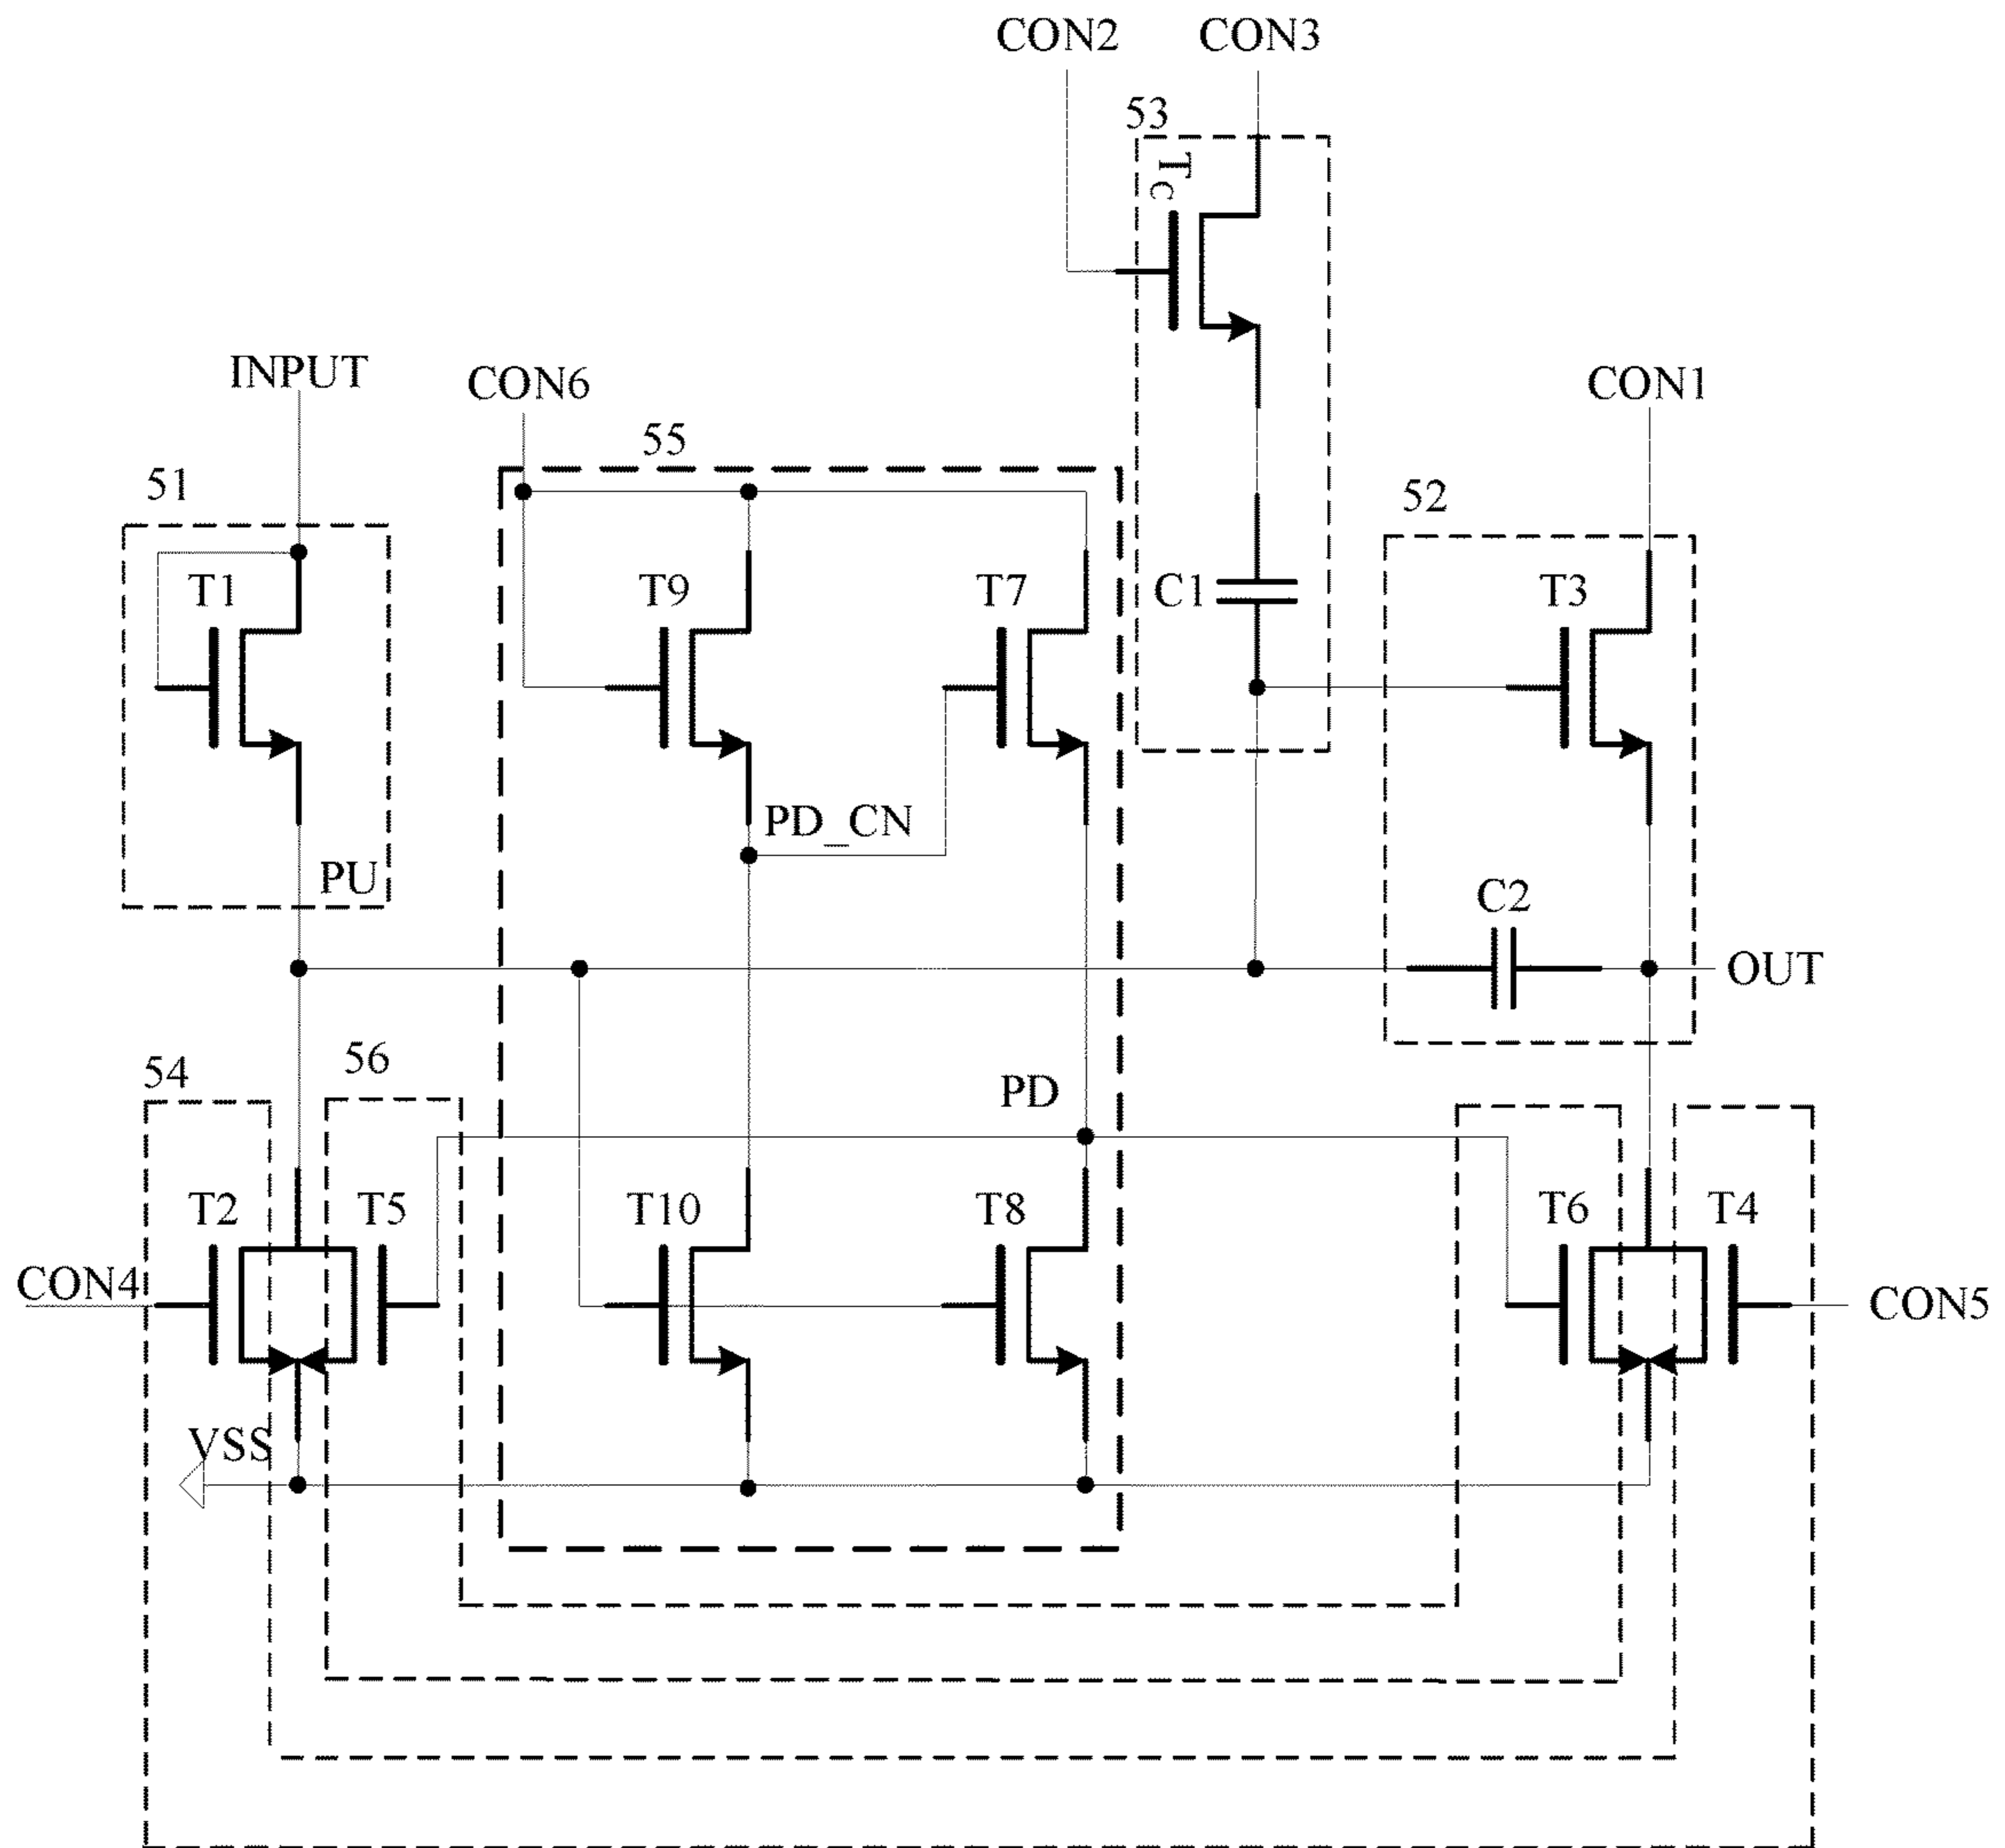 CON2
CON3
53
Tc
INPUT
CON6
CON1
55
51
52
T1
T9
T7
C1
T3
PD_CN
PU
C2
OUT
54
56
PD
T2
T5
T10
T8
T6
T4
CON4
CON5
VSS